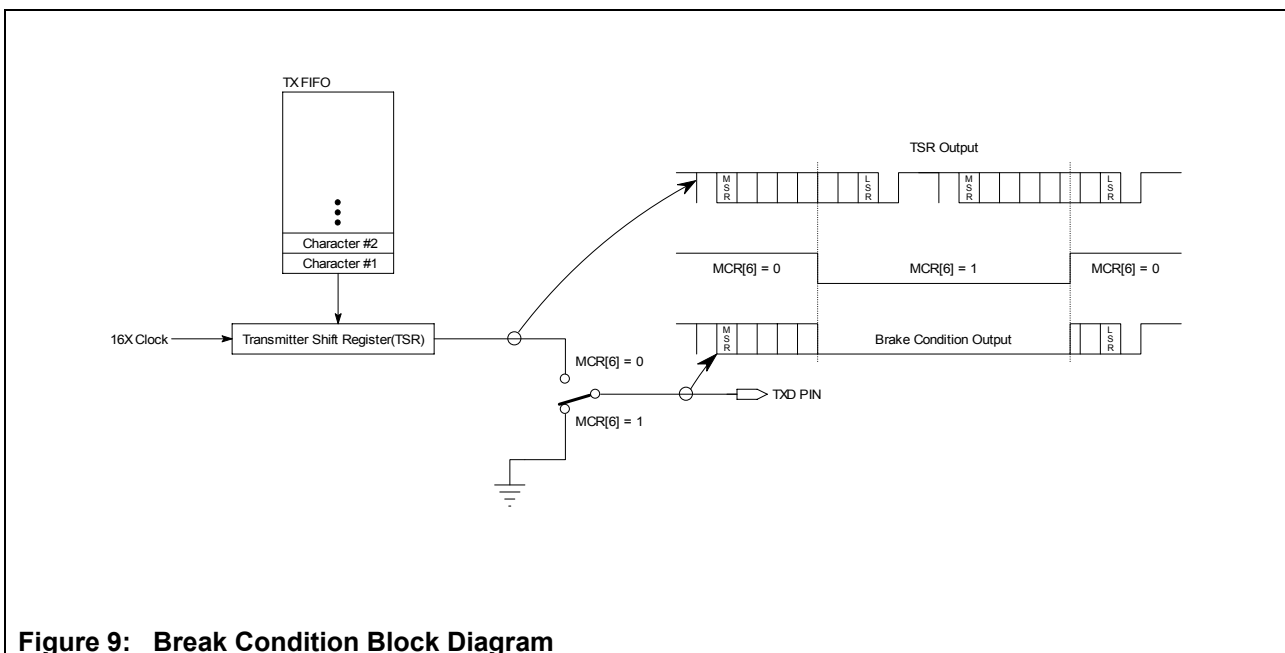 TX FIFO
Character #2
Character #1
16X Clock
Transmitter Shift Register(TSR)
MCR[6] = 0
MCR[6] = 1
TXD PIN
TSR Output
M
S
R
L
S
R
M
S
R
L
S
R
MCR[6] = 0
MCR[6] = 1
MCR[6] = 0
M
S
R
Brake Condition Output
L
S
R
Figure 9: Break Condition Block Diagram